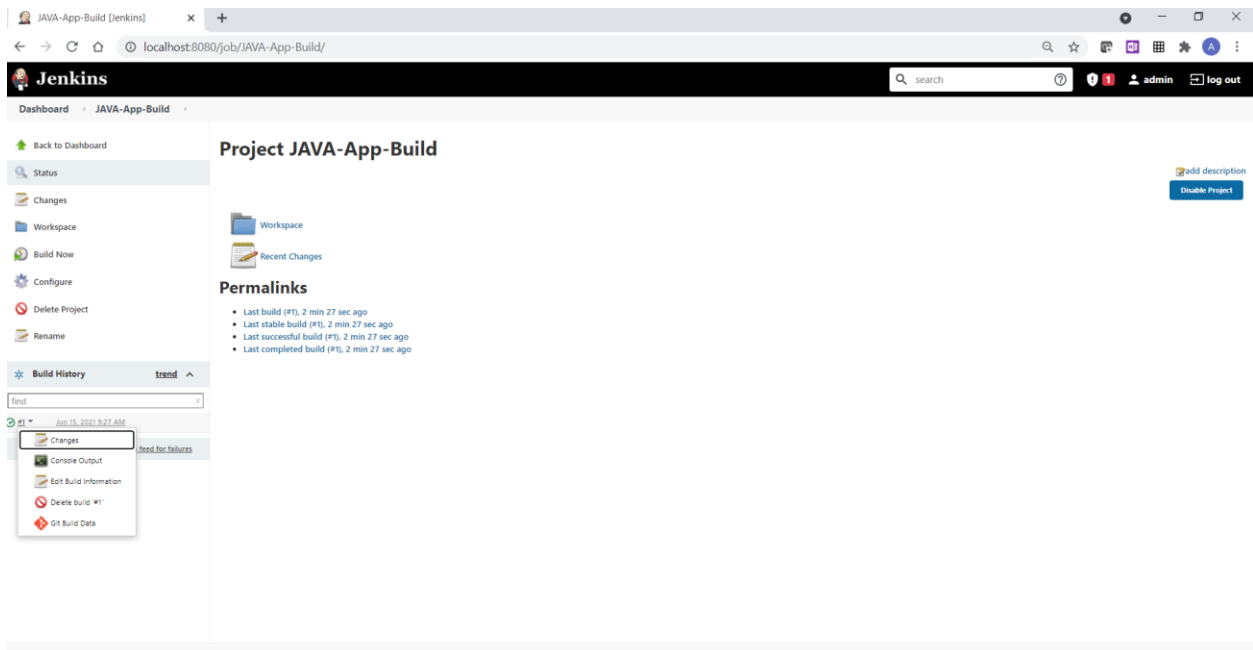 JAVA-App-Build [Jenkins]
localhost:8080/job/JAVA-App-Build/
A
Jenkins
search
1
admin
log out
Dashboard
JAVA-App-Build
Back to Dashboard
Status
Changes
Workspace
Build Now
Configure
Delete Project
Rename
Build History
trend
find
x
#1
Jun 15, 2021 9:27 AM
feed for failures
Changes
Console Output
Edit Build Information
Delete build '#1'
Git Build Data
Project JAVA-App-Build
add description
Disable Project
Workspace
Recent Changes
Permalinks
Last build (#1), 2 min 27 sec ago
Last stable build (#1), 2 min 27 sec ago
Last successful build (#1), 2 min 27 sec ago
Last completed build (#1), 2 min 27 sec ago